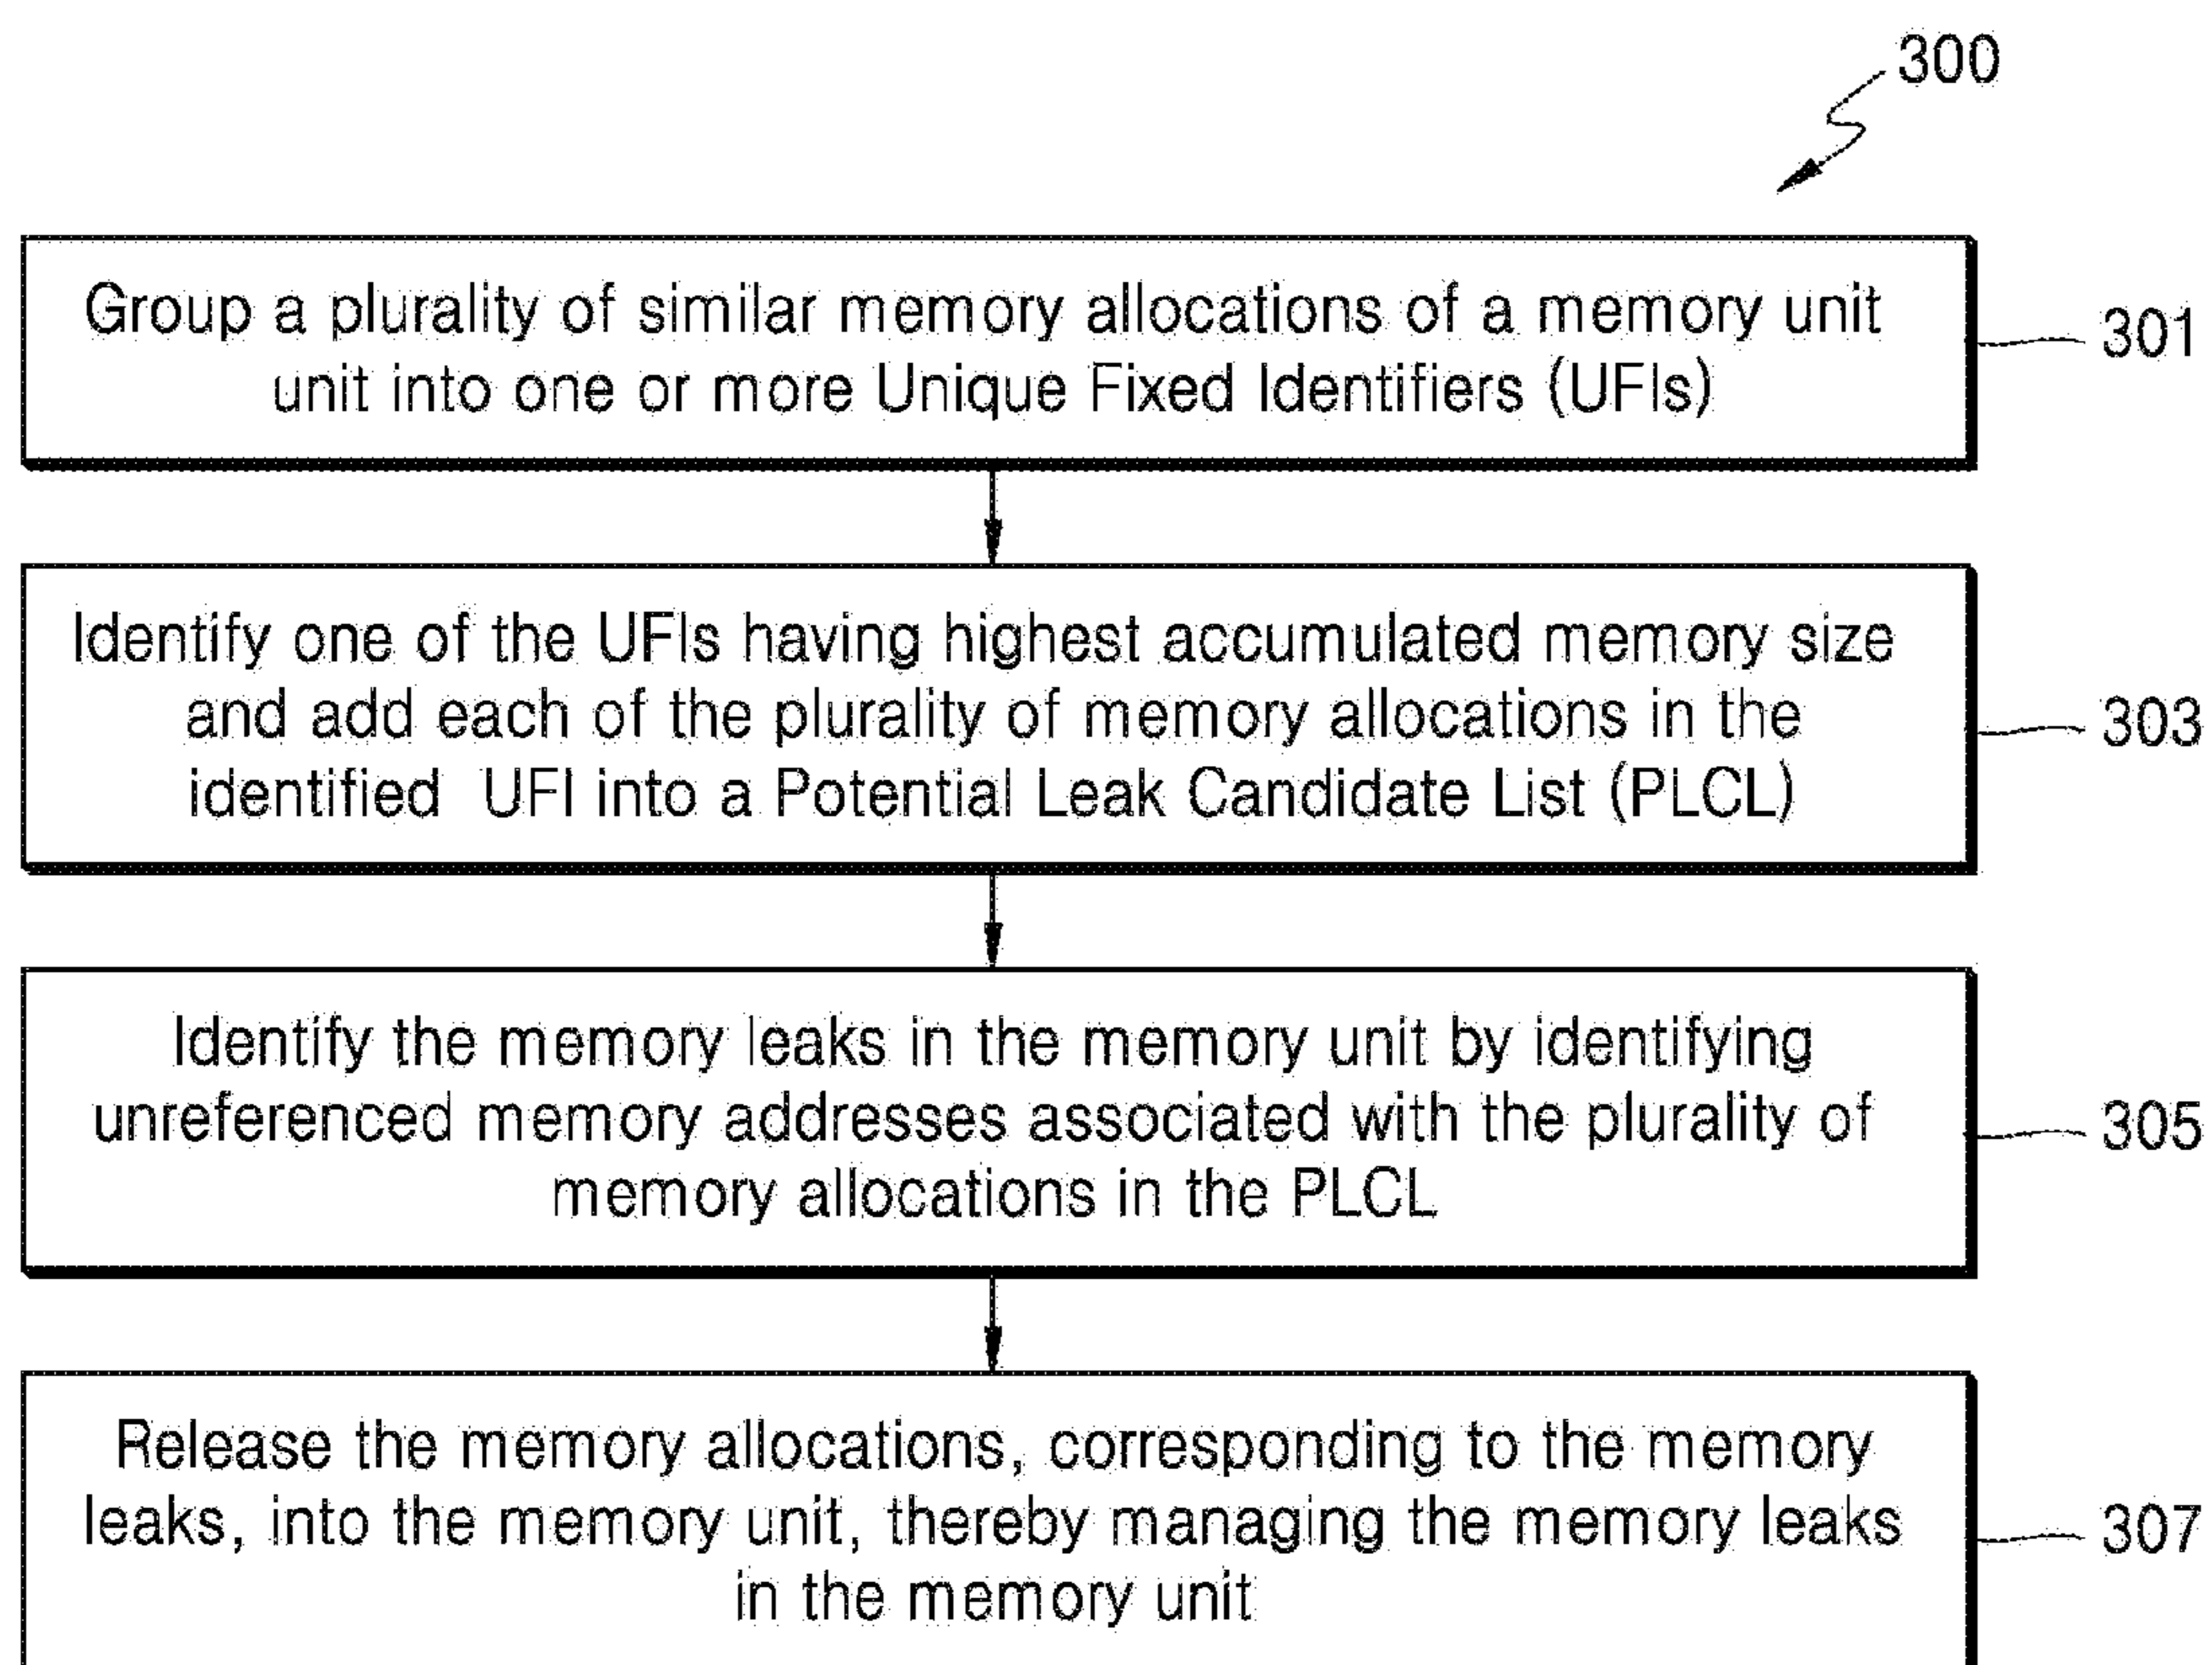 300
Group a plurality of similar memory allocations of a memory unit
unit into one or more Unique Fixed Identifiers (UFIs)
301
Identify one of the UFIs having highest accumulated memory size
and add each of the plurality of memory allocations in the
identified UFI into a Potential Leak Candidate List (PLCL)
303
Identify the memory leaks in the memory unit by identifying
unreferenced memory addresses associated with the plurality of
memory allocations in the PLCL
305
Release the memory allocations, corresponding to the memory
leaks, into the memory unit, thereby managing the memory leaks
in the memory unit
307